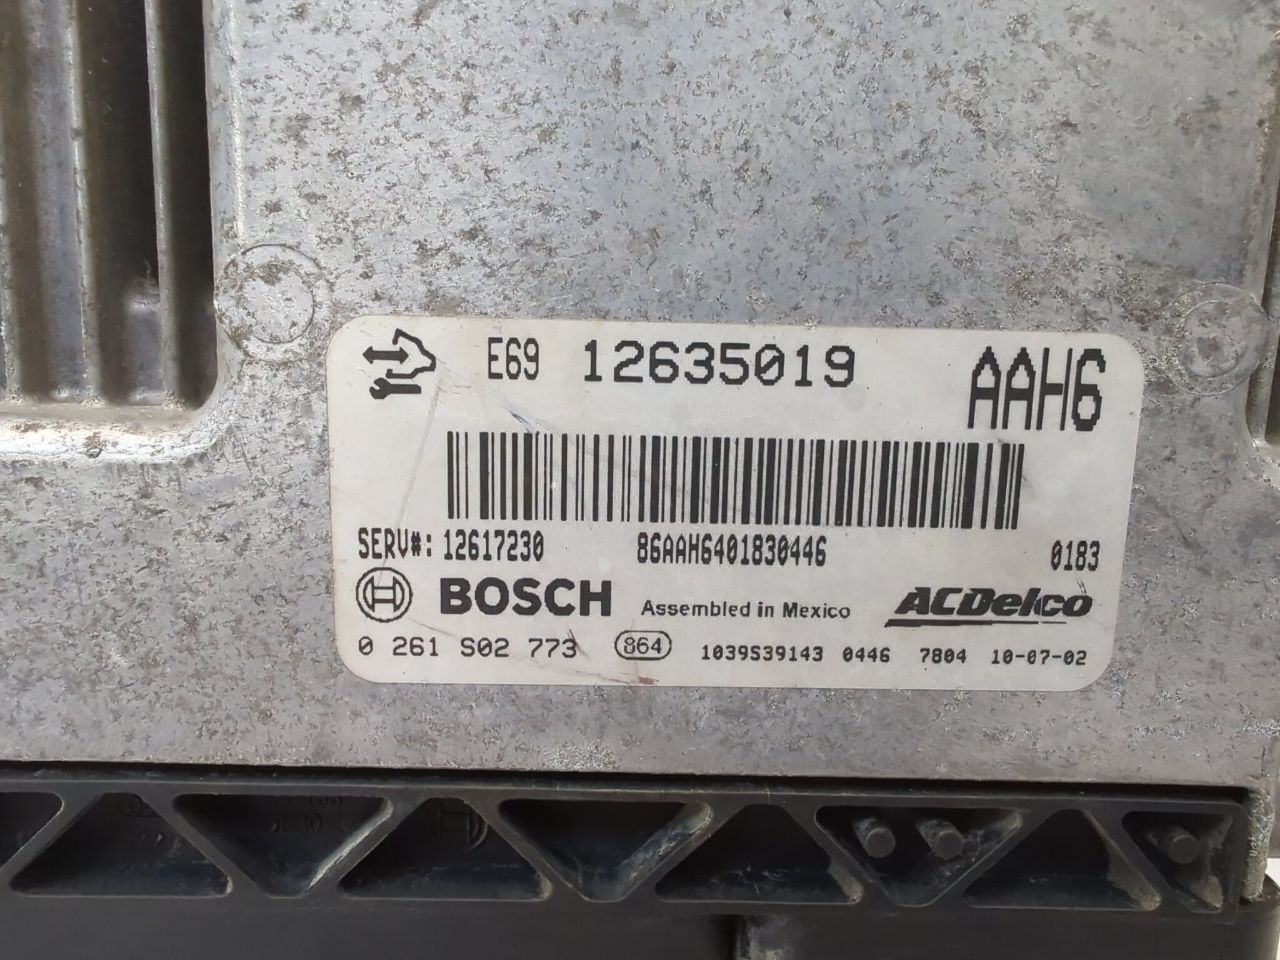 E69 12635019 AAH6
SERV#: 12617230 86AAH6401830446 0183
BOSCH Assembled in Mexico ACDelco
0 261 S02 773 864 1039S39143 0446 7804 10-07-02